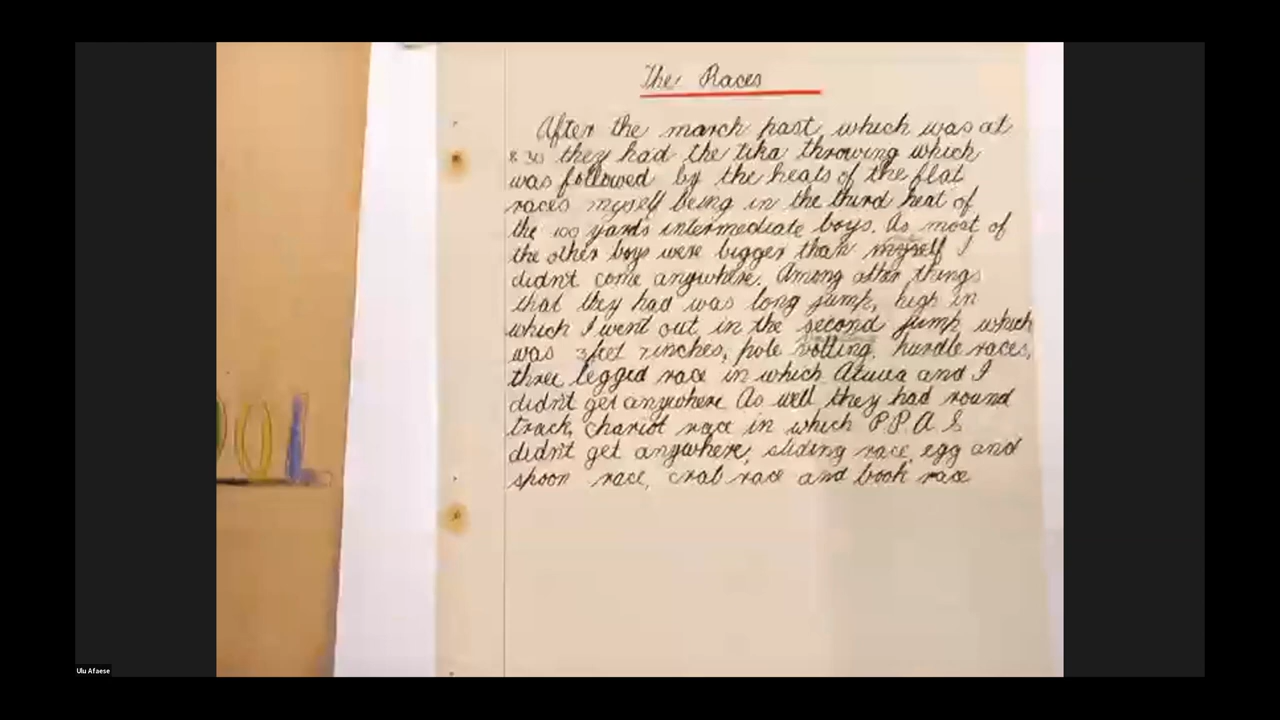 The Races
After the march past, which was at
8.30 they had the tika throwing which
was followed by the heats of the flat
races myself being in the third heat of
the 100 yards intermediate boys. As most of
the other boys were bigger than myself I
didn't come anywhere. Among other things
that they had was long jump, high in
which I went out in the second jump which
was 3 feet 7 inches, pole volting, hurdle races,
three legged race in which Atuua and I
didn't get anywhere As well they had round
track, chariot race in which P.P.A &
didn't get anywhere, sliding race, egg and
spoon race, crab race and book race
Ulu Afaese